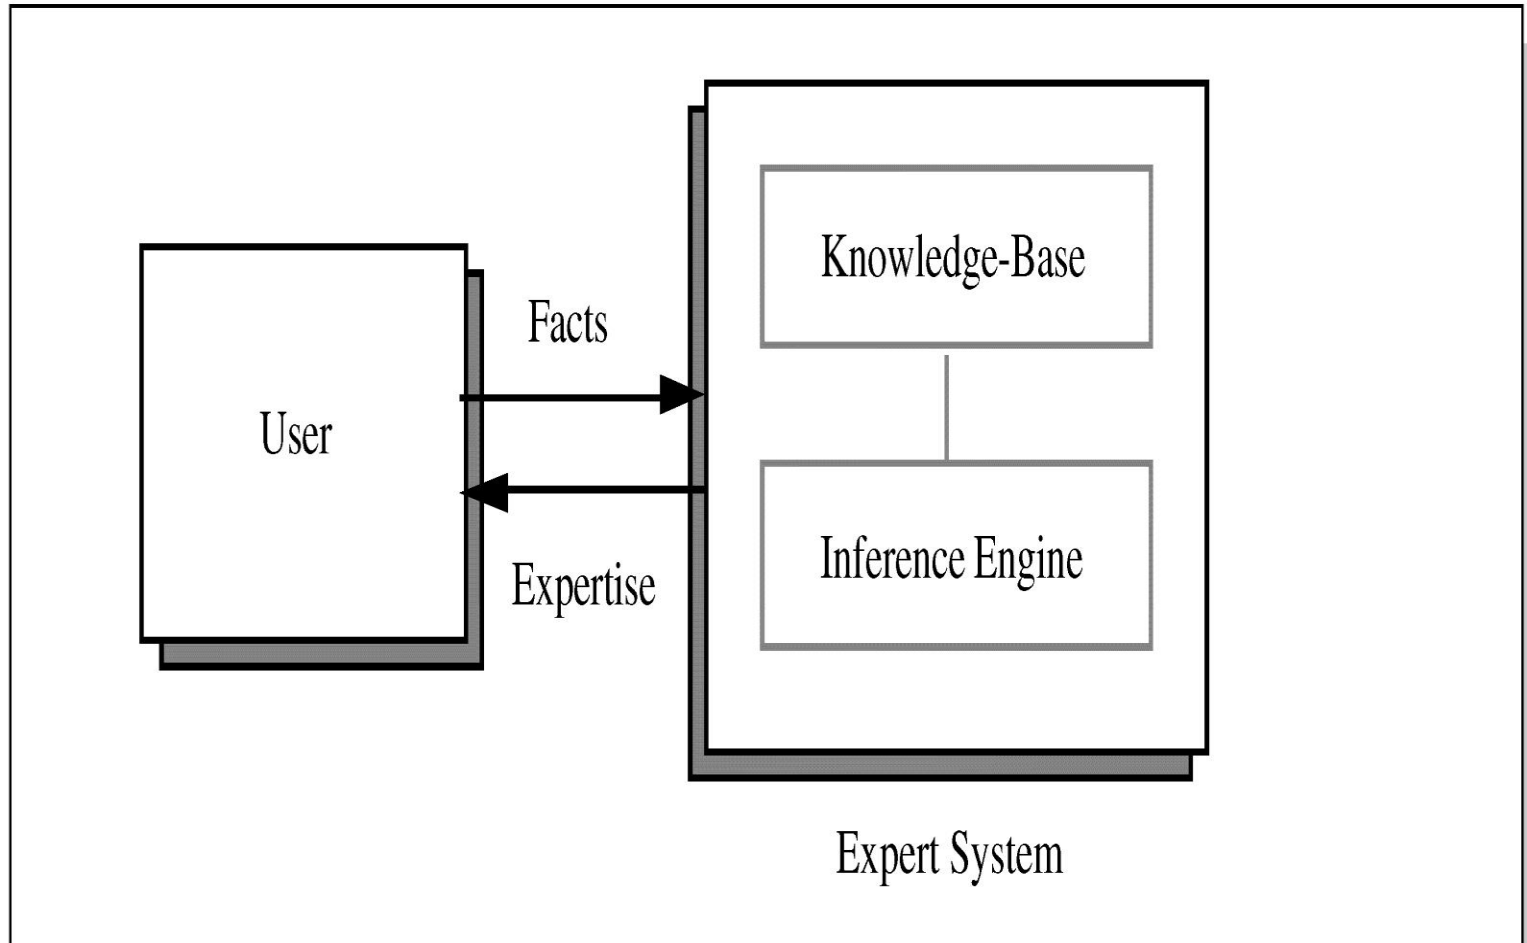 Knowledge-Base
Facts
User
Inference Engine
Expertise
Expert System